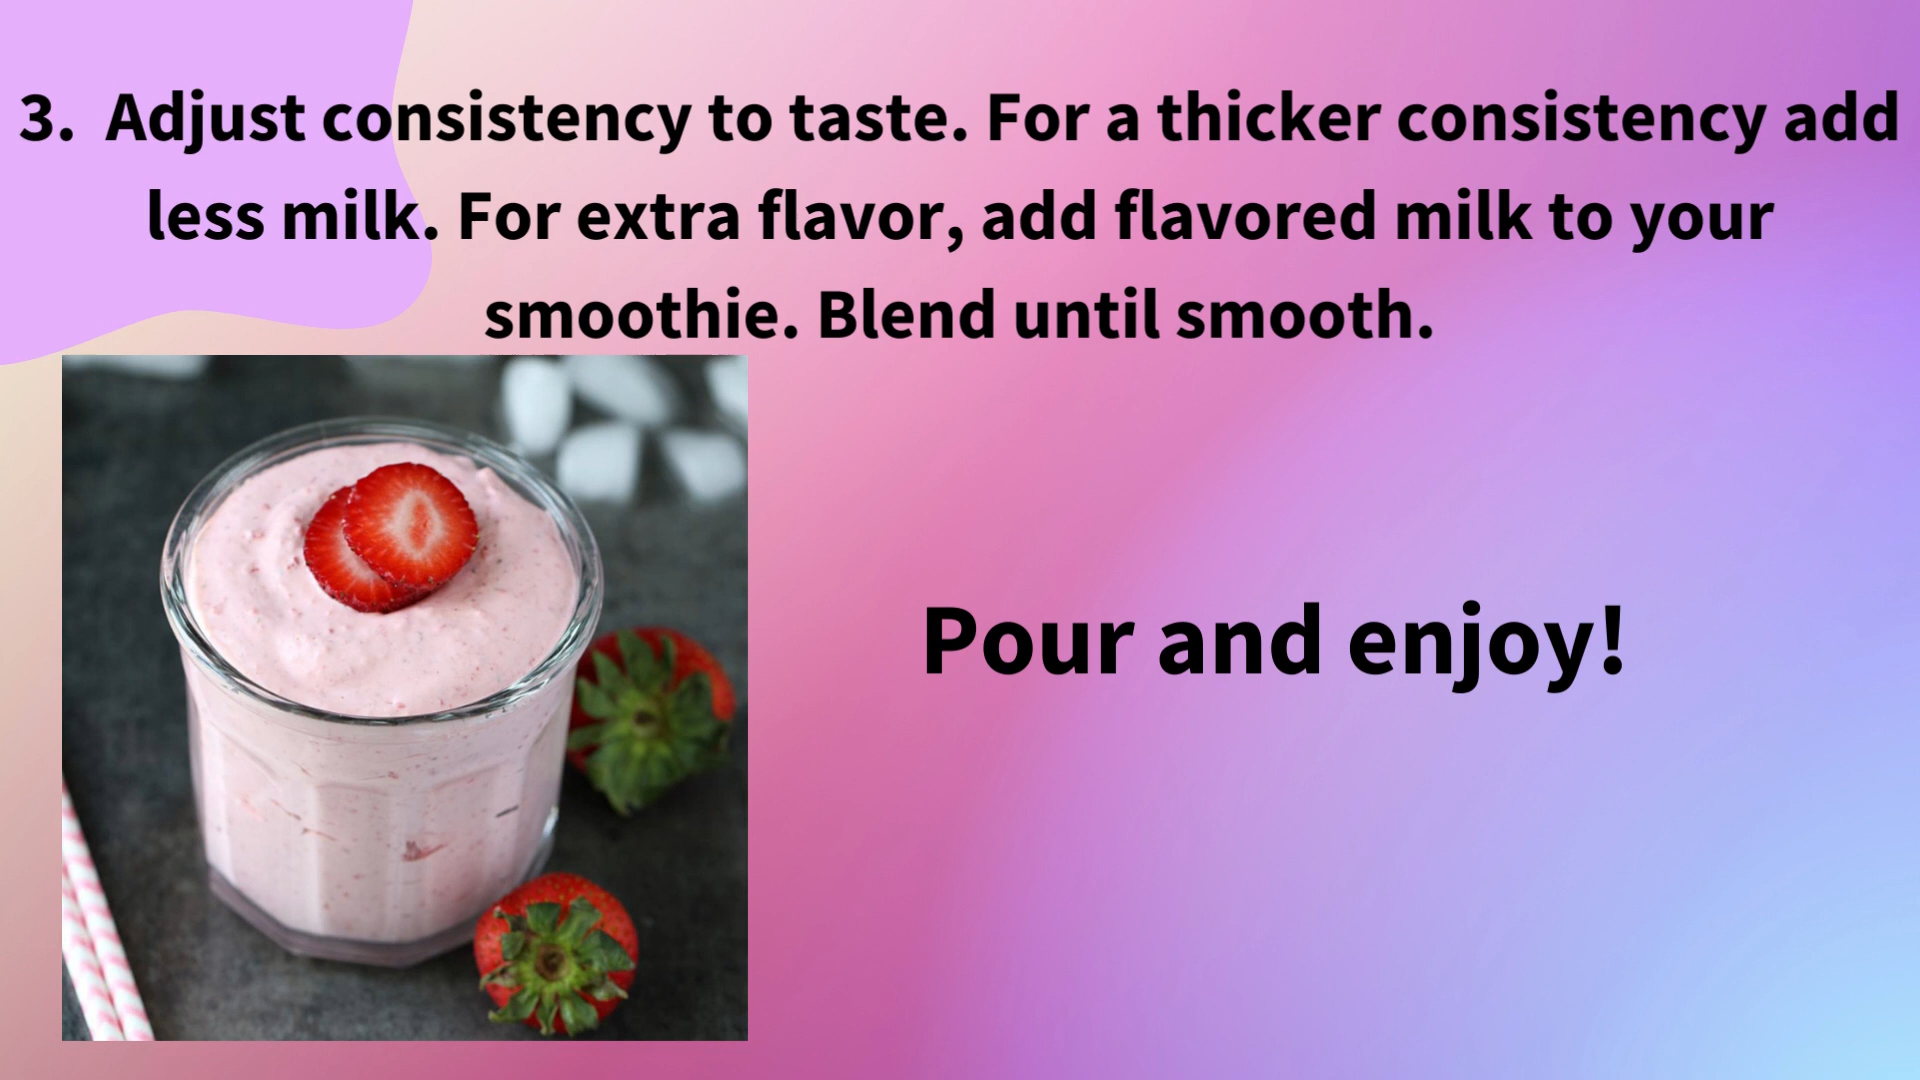 3. Adjust consistency to taste. For a thicker consistency add
less milk. For extra flavor, add flavored milk to your
smoothie. Blend until smooth.
Pour and enjoy!